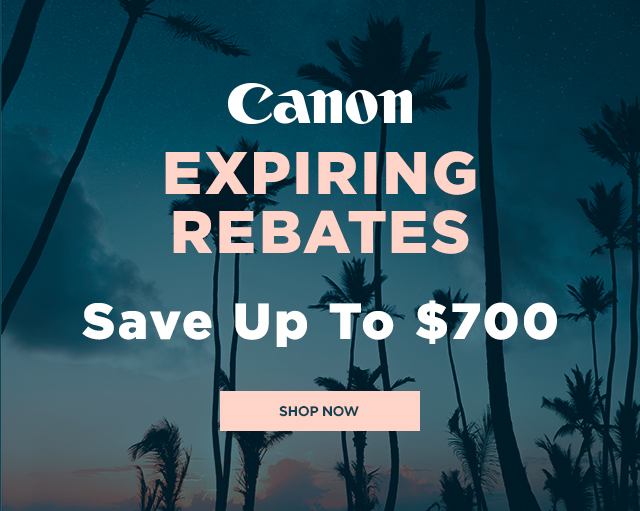 Canon
EXPIRING
REBATES
Save Up To $700
SHOP NOW